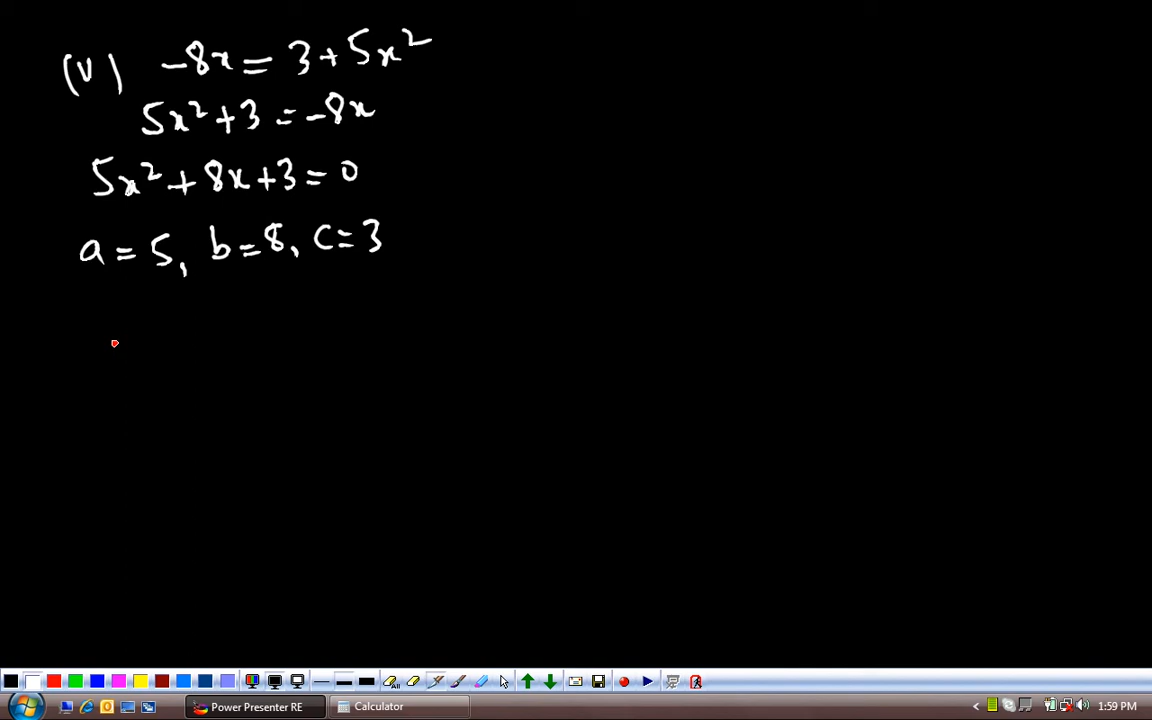 (V) -8x = 3 + 5x²
5x² + 3 = -8x
5x² + 8x + 3 = 0
a = 5, b = 8, c = 3
All
Power Presenter RE
Calculator
1:59 PM